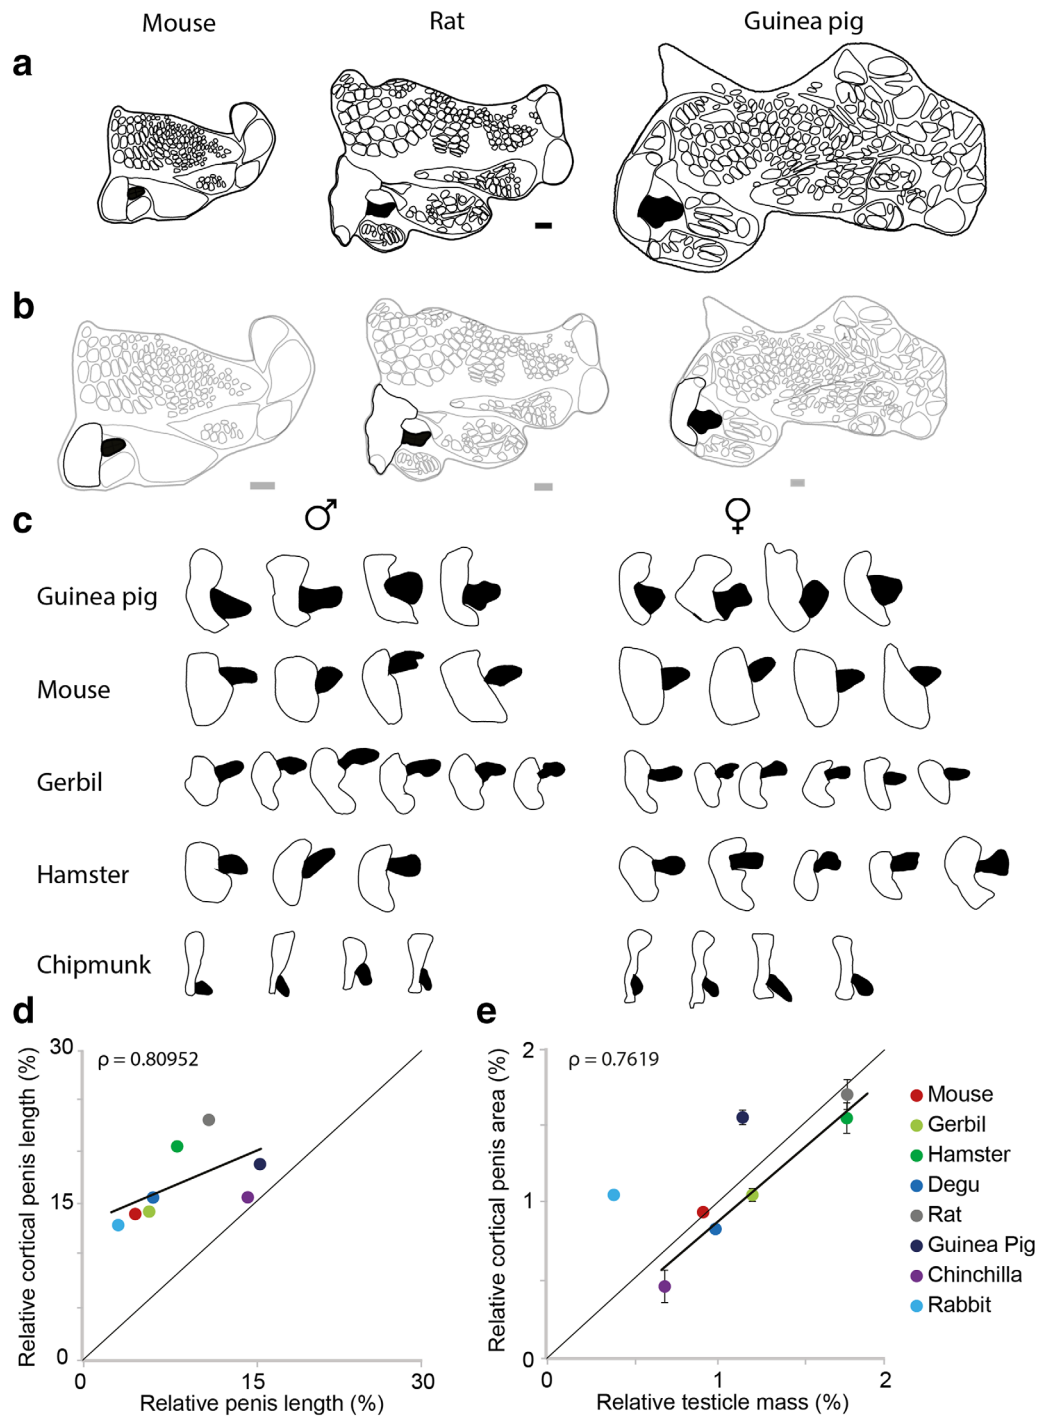 Mouse Rat Guinea pig
a
b
c ♂ ♀
Guinea pig
Mouse
Gerbil
Hamster
Chipmunk
d
Relative cortical penis length (%)
30
15
0
ρ = 0.80952
0 15 30
Relative penis length (%)
e
Relative cortical penis area (%)
2
1
0
ρ = 0.7619
0 1 2
Relative testicle mass (%)
Mouse
Gerbil
Hamster
Degu
Rat
Guinea Pig
Chinchilla
Rabbit